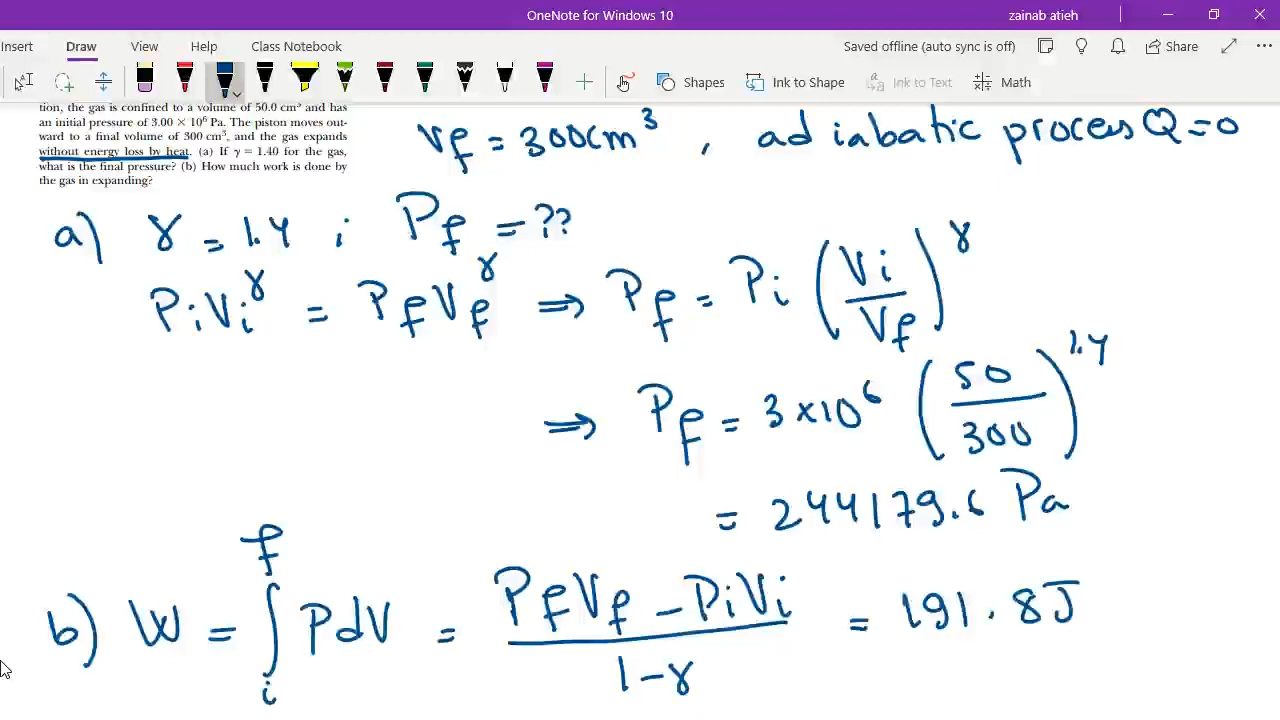 OneNote for Windows 10
zainab atieh
Insert Draw View Help Class Notebook Saved offline (auto sync is off) Share
Shapes Ink to Shape Ink to Text Math
tion, the gas is confined to a volume of 50.0 cm³ and has
an initial pressure of 3.00 × 10⁶ Pa. The piston moves out-
ward to a final volume of 300 cm³, and the gas expands
without energy loss by heat. (a) If γ = 1.40 for the gas,
what is the final pressure? (b) How much work is done by
the gas in expanding?
Vf = 300cm³ , adiabatic process Q=0
a) γ = 1.4 ; Pf = ??
PiVi^γ = PfVf^γ ⇒ Pf = Pi (Vi/Vf)^γ
⇒ Pf = 3×10⁶ (50/300)^1.4
= 244179.6 Pa
b) W = ∫_i^f PdV = (PfVf - PiVi)/(1-γ) = 191.8J